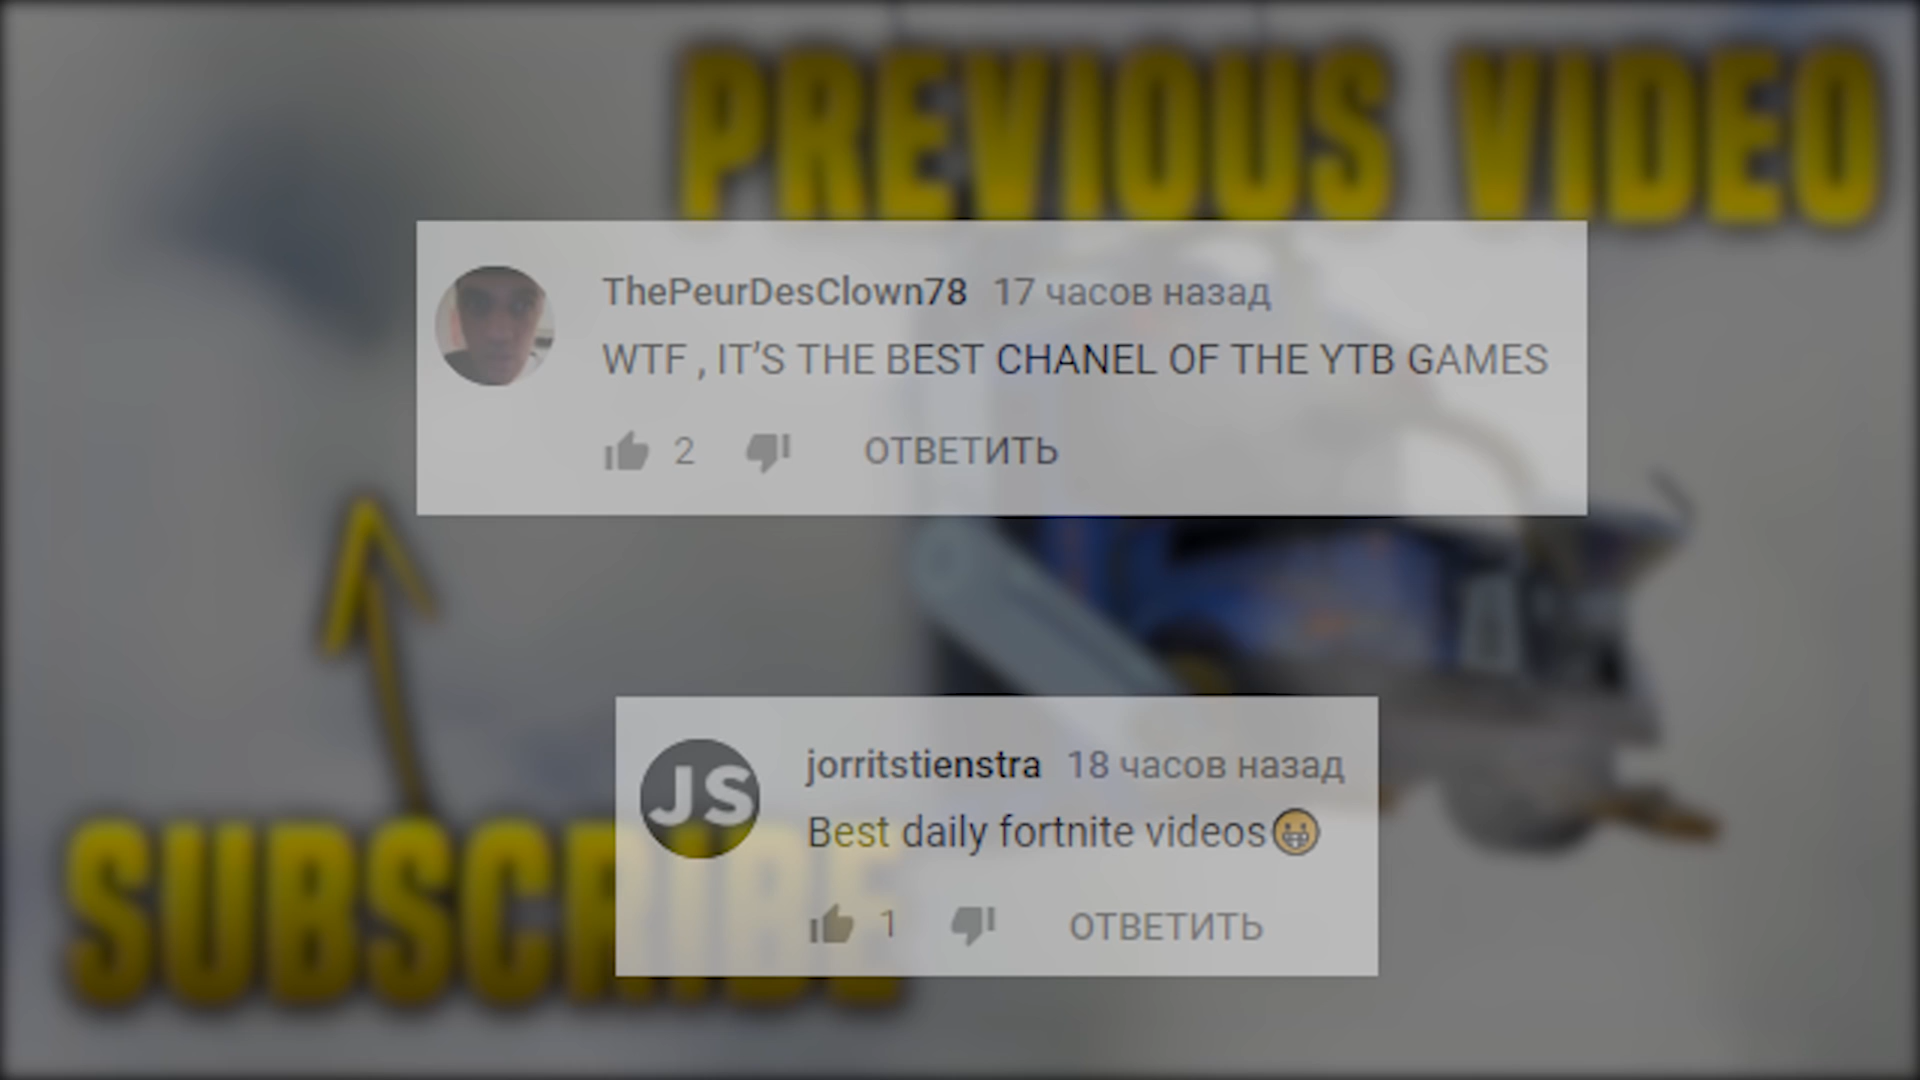 PREVIOUS VIDEO
ThePeurDesClown78 17 часов назад
WTF , IT’S THE BEST CHANEL OF THE YTB GAMES
2 ОТВЕТИТЬ
JS
jorritstienstra 18 часов назад
Best daily fortnite videos😬
1 ОТВЕТИТЬ
SUBSCRIBE